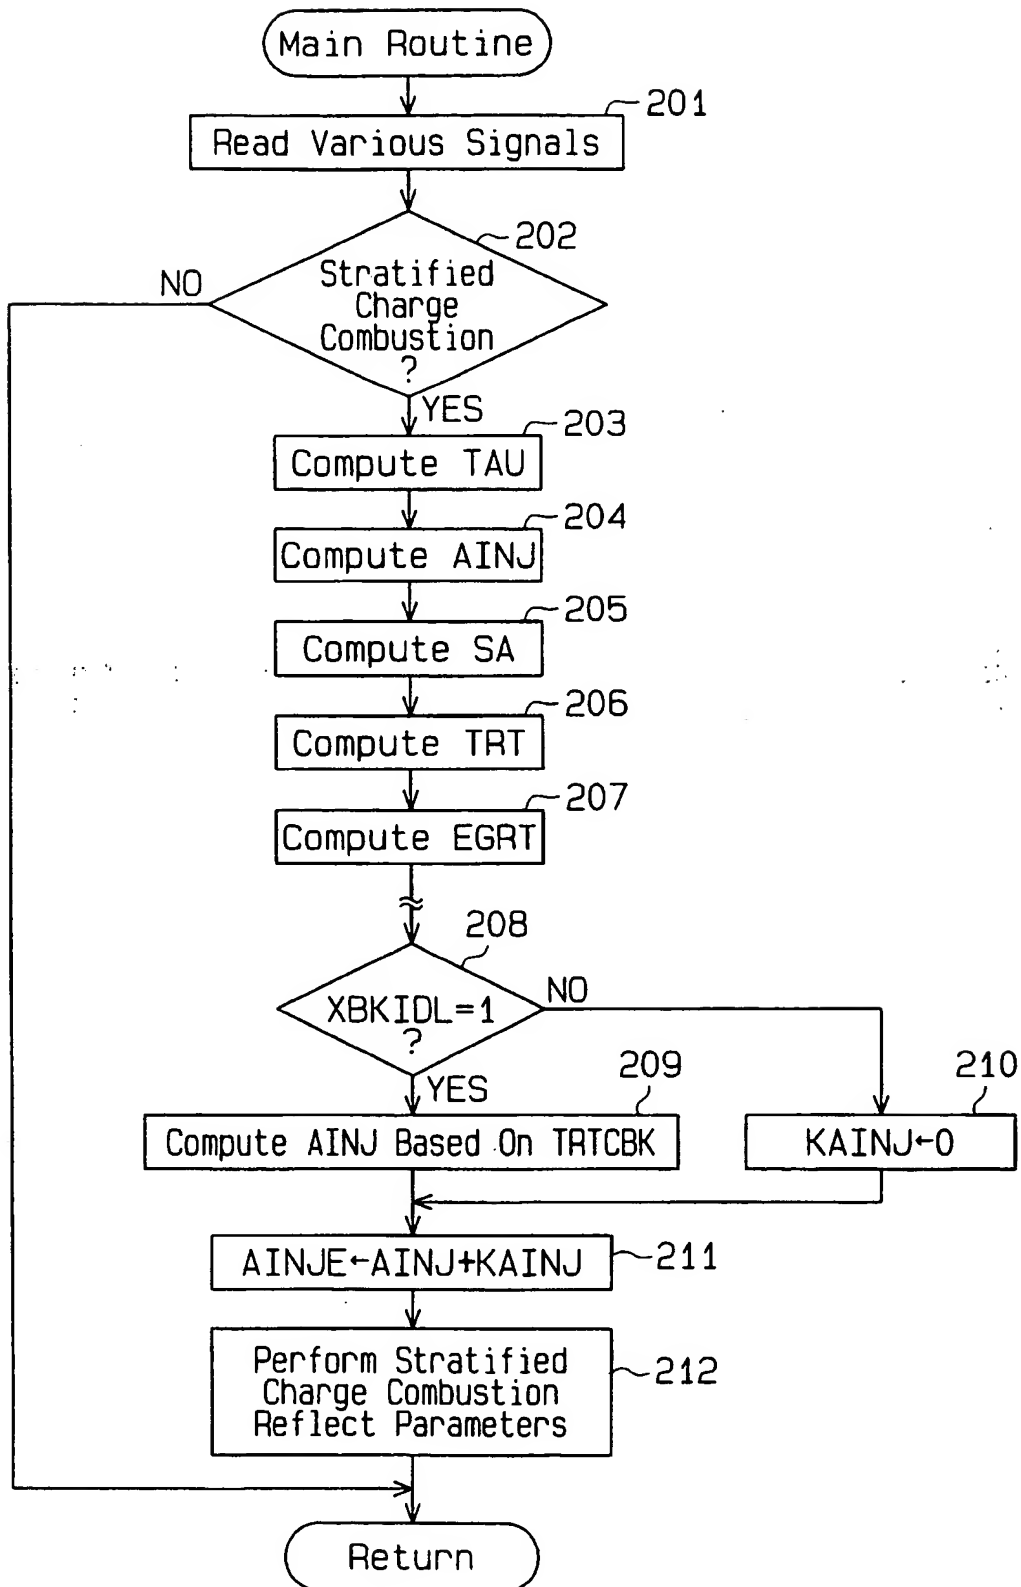 Main Routine
201
Read Various Signals
202
NO
Stratified
Charge
Combustion
?
YES
203
Compute TAU
204
Compute AINJ
205
Compute SA
206
Compute TRT
207
Compute EGRT
208
XBKIDL=1
?
NO
YES
209
210
Compute AINJ Based On TRTCBK
KAINJ←0
AINJE←AINJ+KAINJ
211
Perform Stratified
Charge Combustion
Reflect Parameters
212
Return